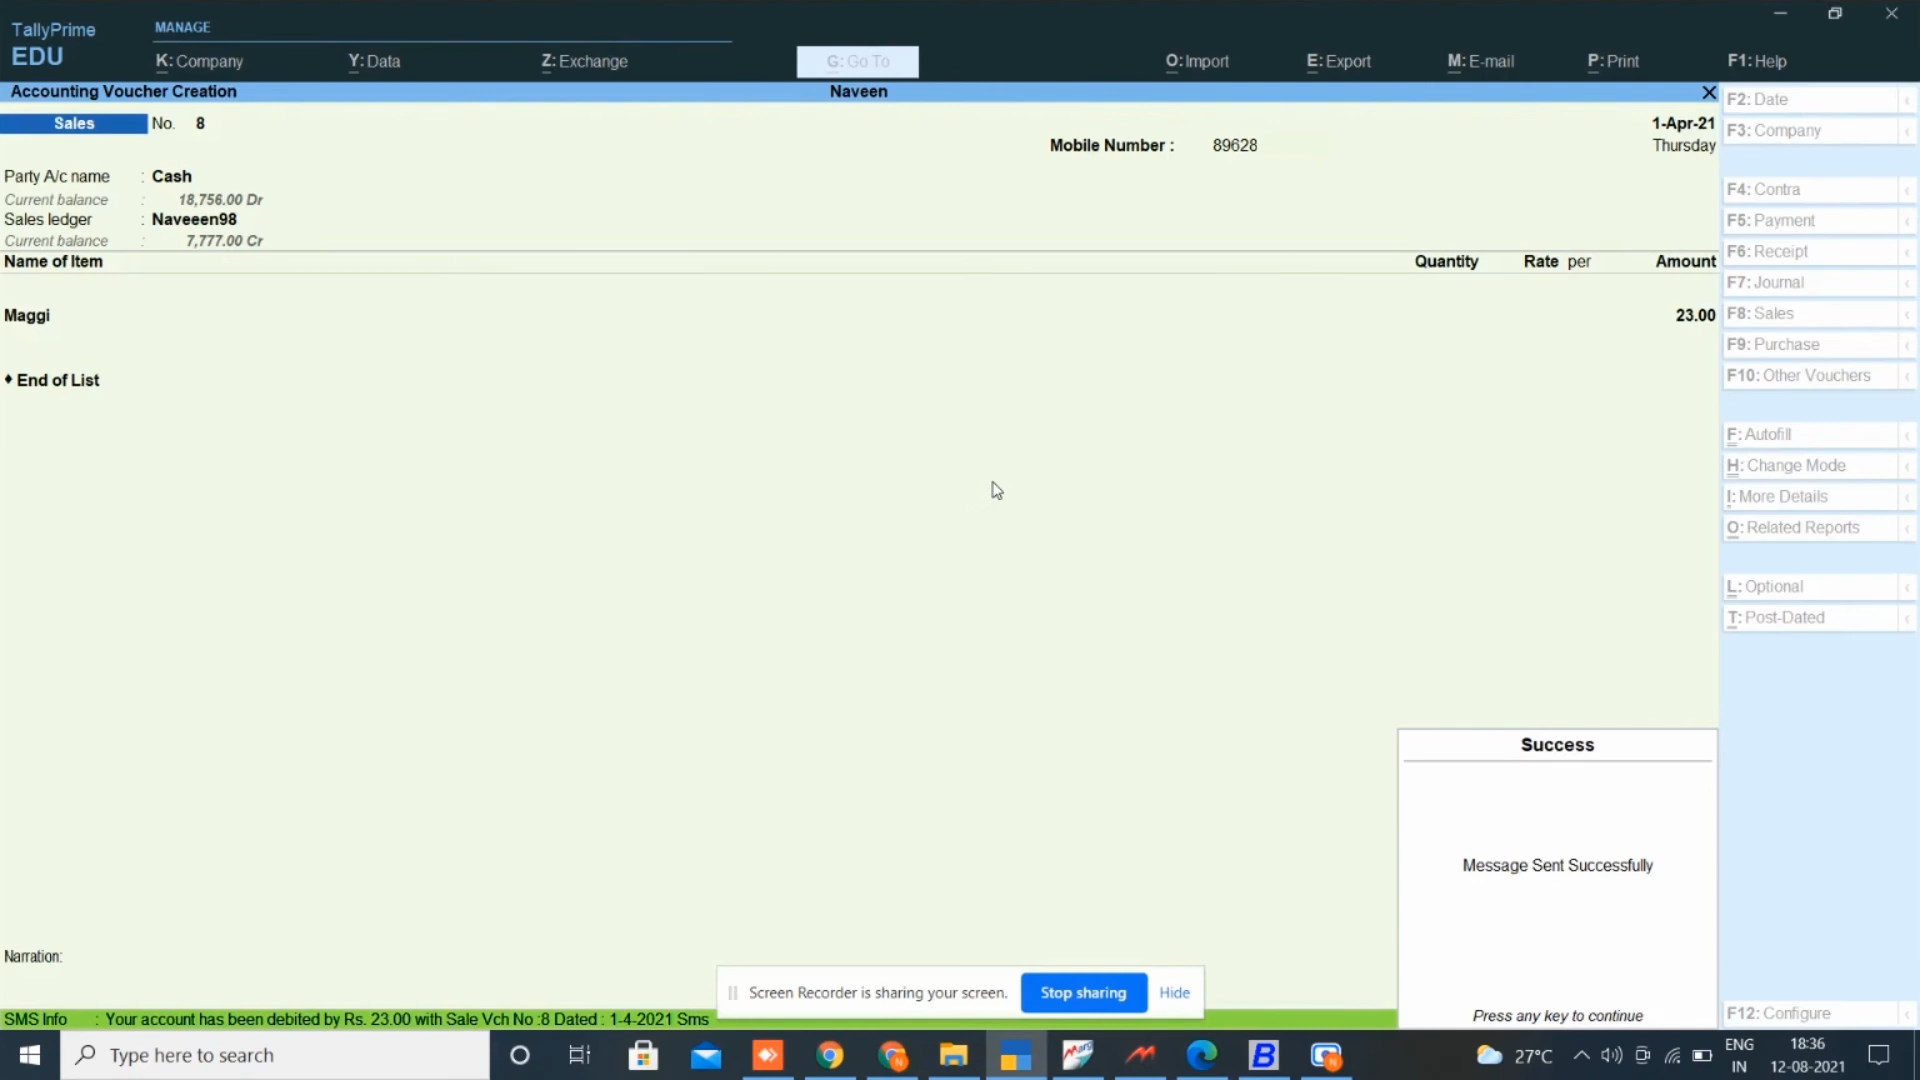 TallyPrime
EDU
MANAGE
K: Company
Y: Data
Z: Exchange
G: Go To
O: Import
E: Export
M: E-mail
P: Print
F1: Help
Accounting Voucher Creation
Naveen
X
Sales
No. 8
1-Apr-21
Mobile Number : 89628
Thursday
Party A/c name : Cash
Current balance : 18,756.00 Dr
Sales ledger : Naveeen98
Current balance : 7,777.00 Cr
Name of Item
Quantity
Rate per
Amount
Maggi
23.00
♦ End of List
F2: Date
F3: Company
F4: Contra
F5: Payment
F6: Receipt
F7: Journal
F8: Sales
F9: Purchase
F10: Other Vouchers
F: Autofill
H: Change Mode
I: More Details
O: Related Reports
L: Optional
T: Post-Dated
F12: Configure
Success
Message Sent Successfully
Press any key to continue
Narration:
Screen Recorder is sharing your screen.
Stop sharing
Hide
SMS Info : Your account has been debited by Rs. 23.00 with Sale Vch No :8 Dated : 1-4-2021 Sms
Type here to search
Marg
B
27°C
ENG
IN
18:36
12-08-2021